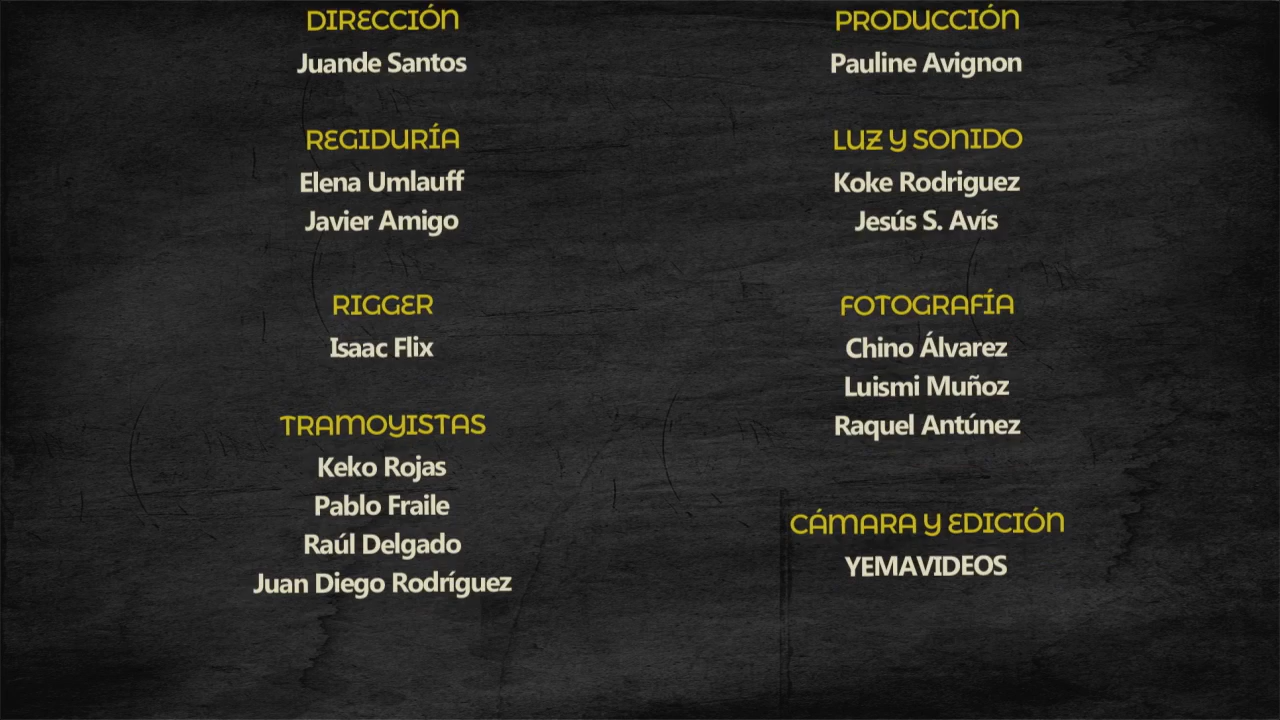 DIRECCIÓN
Juande Santos
REGIDURÍA
Elena Umlauff
Javier Amigo
RIGGER
Isaac Flix
TRAMOYISTAS
Keko Rojas
Pablo Fraile
Raúl Delgado
Juan Diego Rodríguez
PRODUCCIÓN
Pauline Avignon
LUZ Y SONIDO
Koke Rodriguez
Jesús S. Avís
FOTOGRAFÍA
Chino Álvarez
Luismi Muñoz
Raquel Antúnez
CÁMARA Y EDICIÓN
YEMAVIDEOS